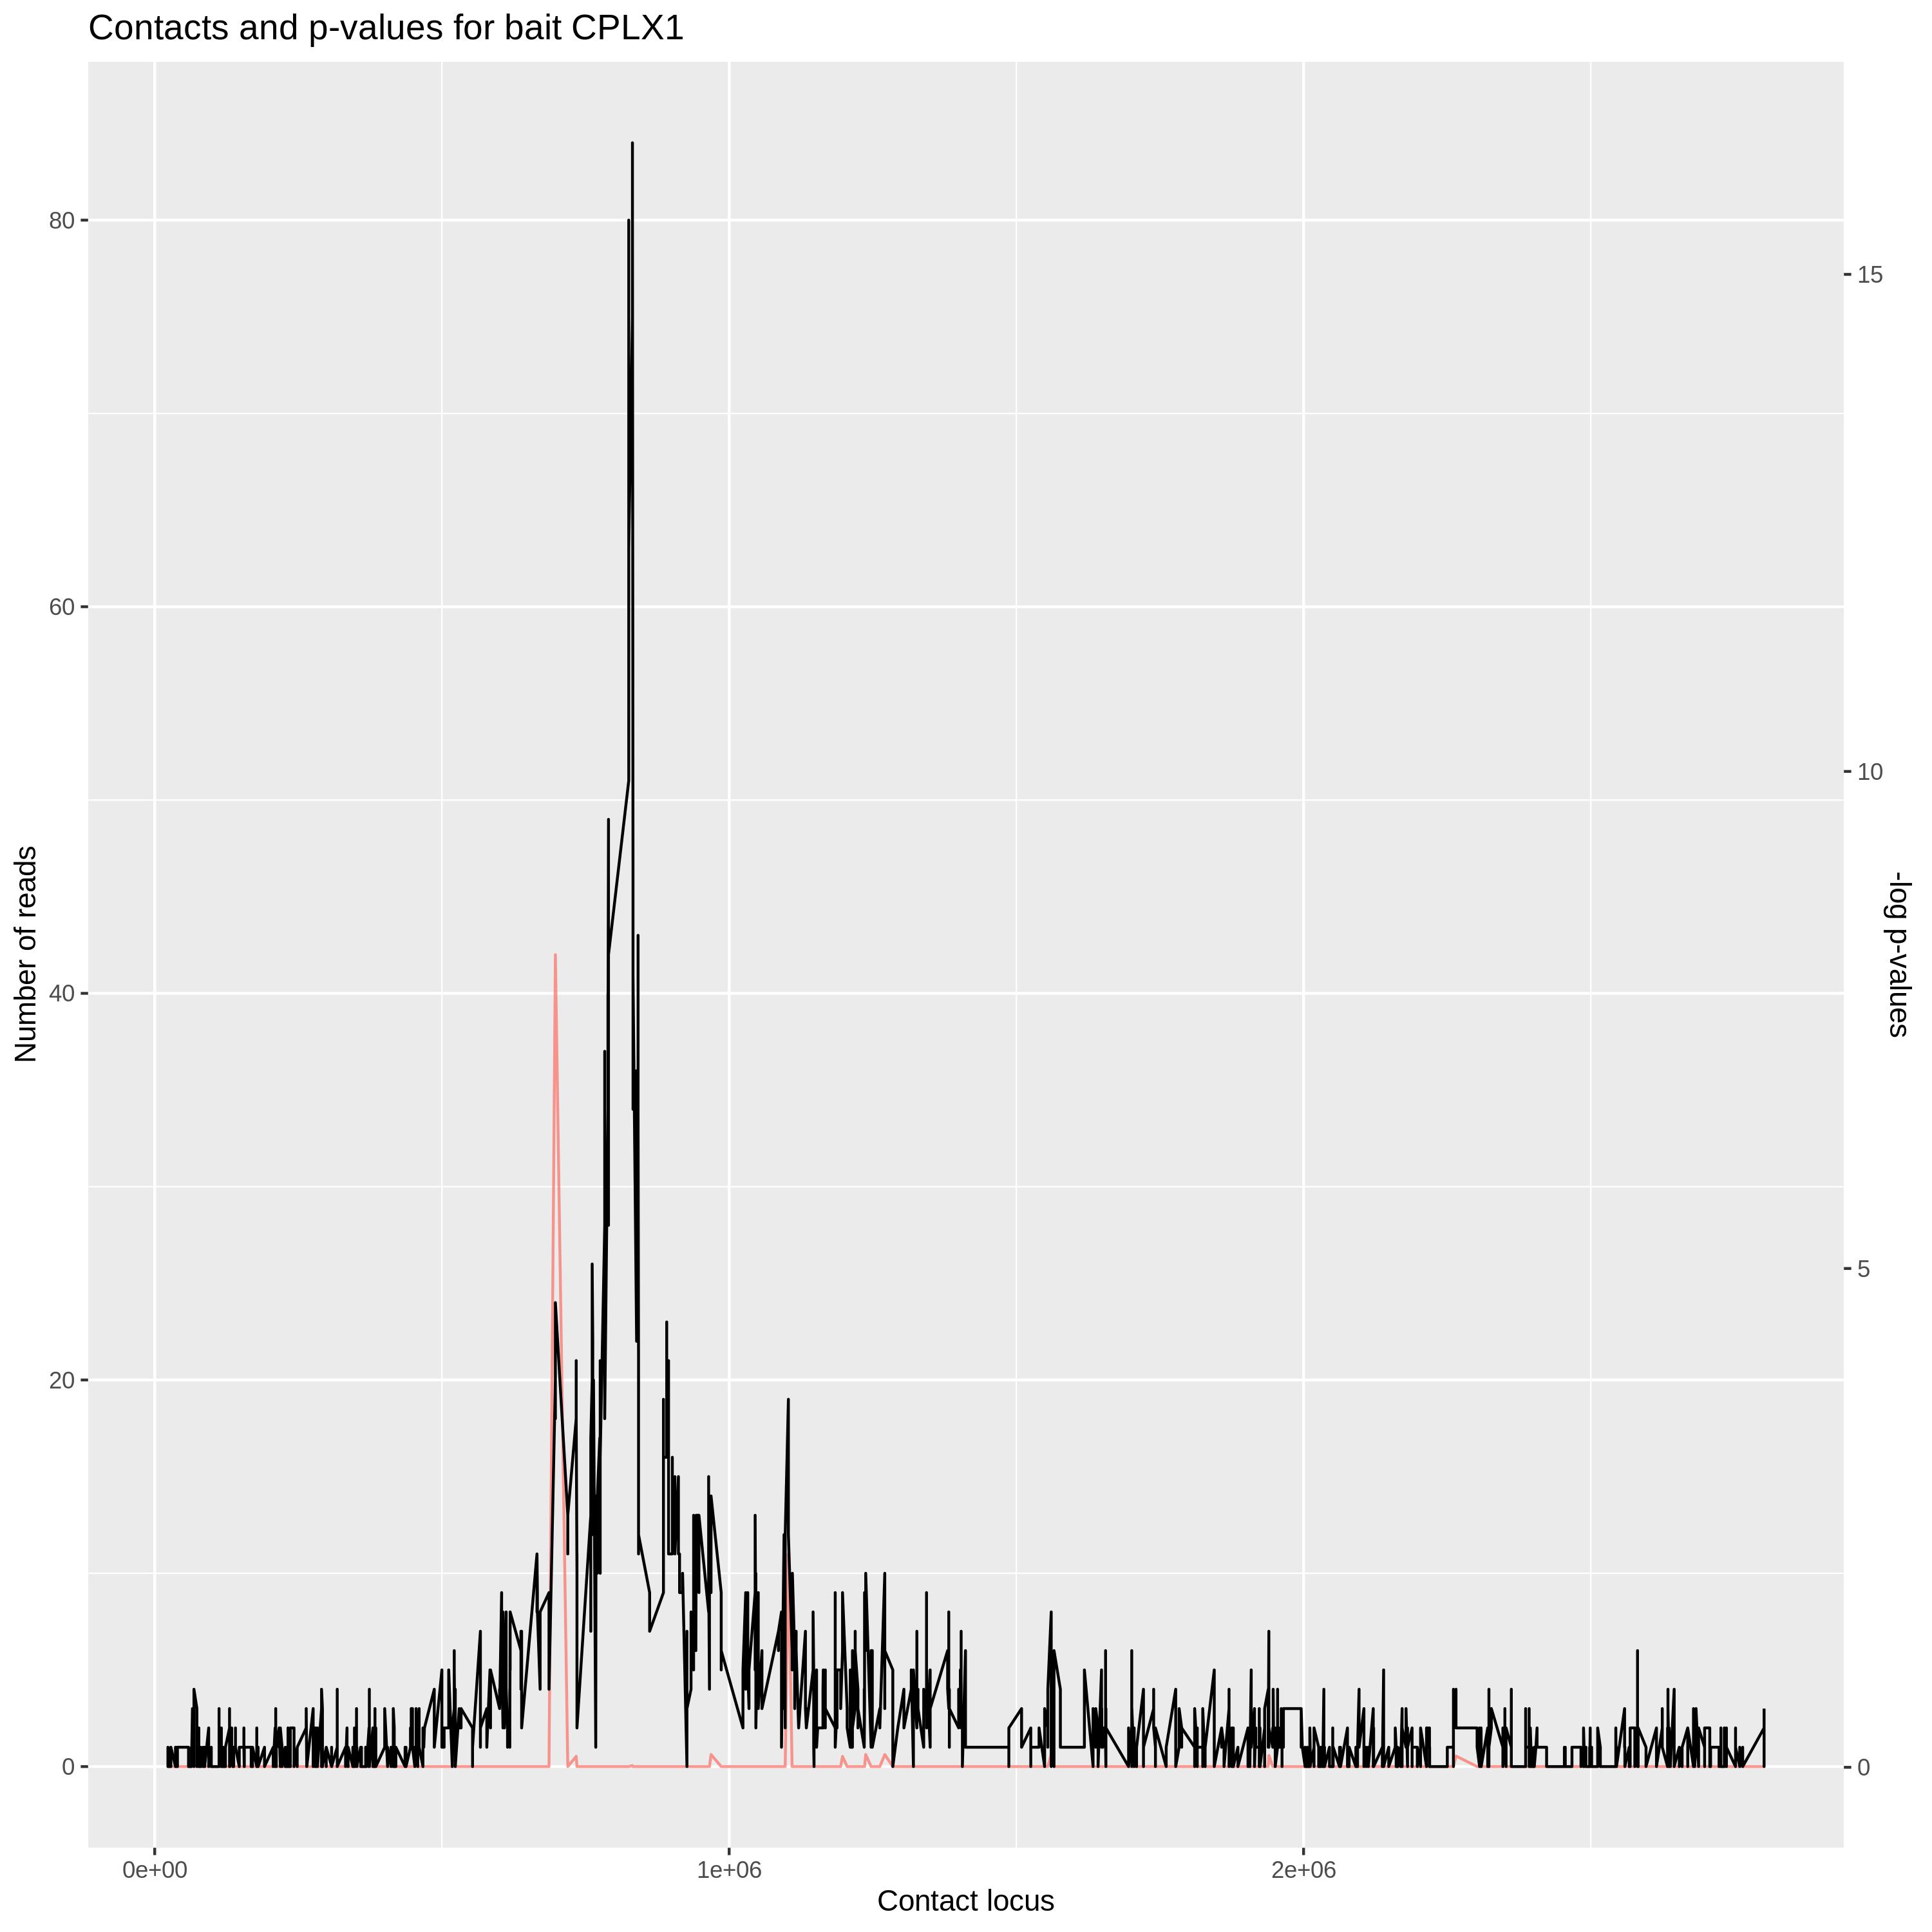 Contacts and p-values for bait CPLX1
80
60
40
20
0
15
10
5
0
Number of reads
-log p-values
0e+00
1e+06
2e+06
Contact locus